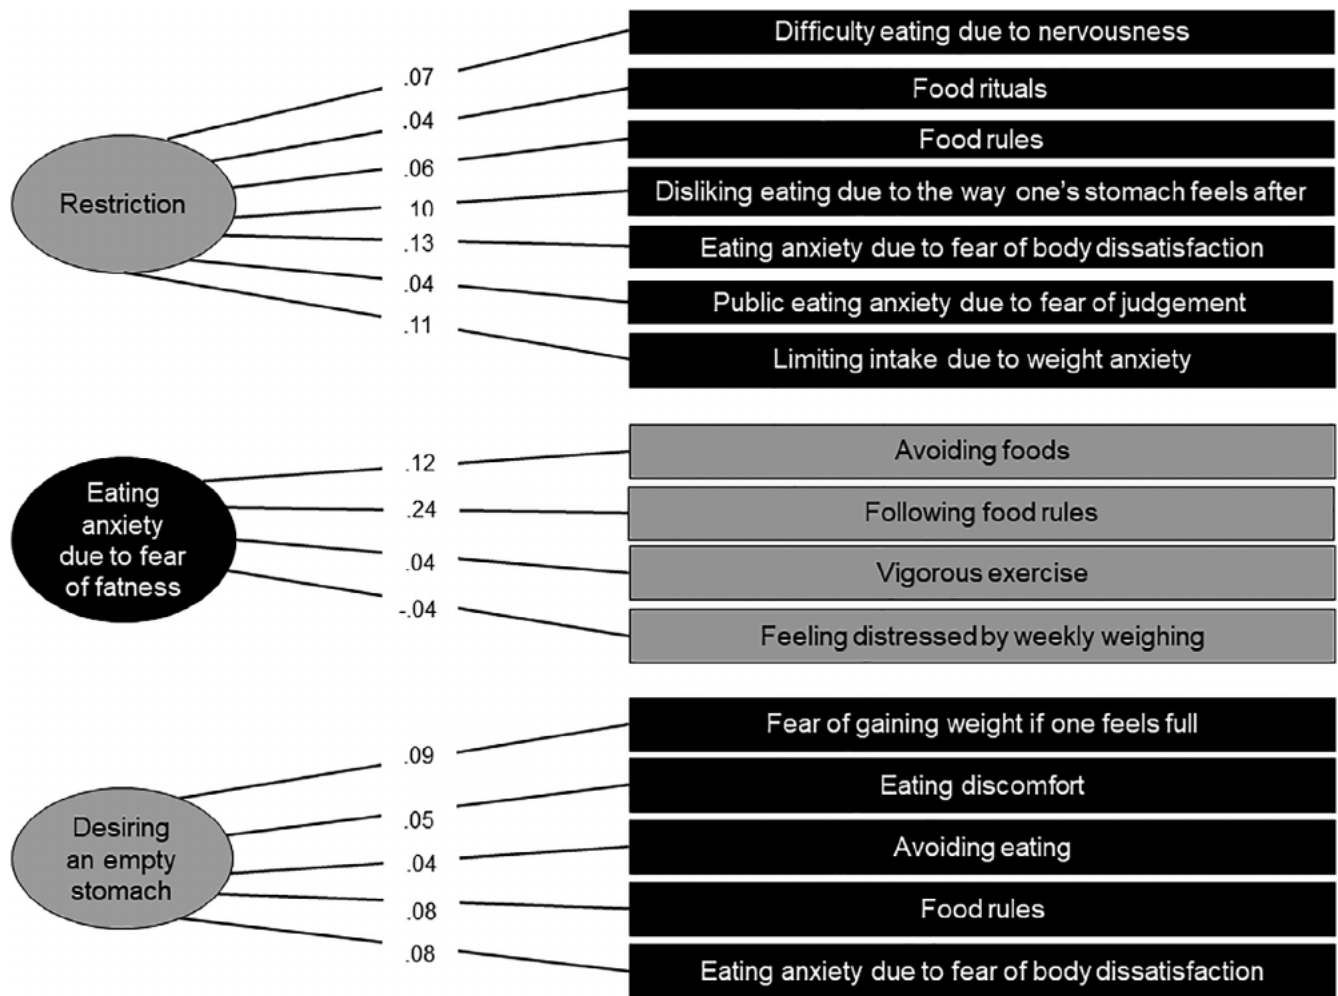 Restriction
.07
.04
.06
10
.13
.04
.11
Difficulty eating due to nervousness
Food rituals
Food rules
Disliking eating due to the way one's stomach feels after
Eating anxiety due to fear of body dissatisfaction
Public eating anxiety due to fear of judgement
Limiting intake due to weight anxiety
Eating
anxiety
due to fear
of fatness
.12
.24
.04
-.04
Avoiding foods
Following food rules
Vigorous exercise
Feeling distressed by weekly weighing
Desiring
an empty
stomach
.09
.05
.04
.08
.08
Fear of gaining weight if one feels full
Eating discomfort
Avoiding eating
Food rules
Eating anxiety due to fear of body dissatisfaction